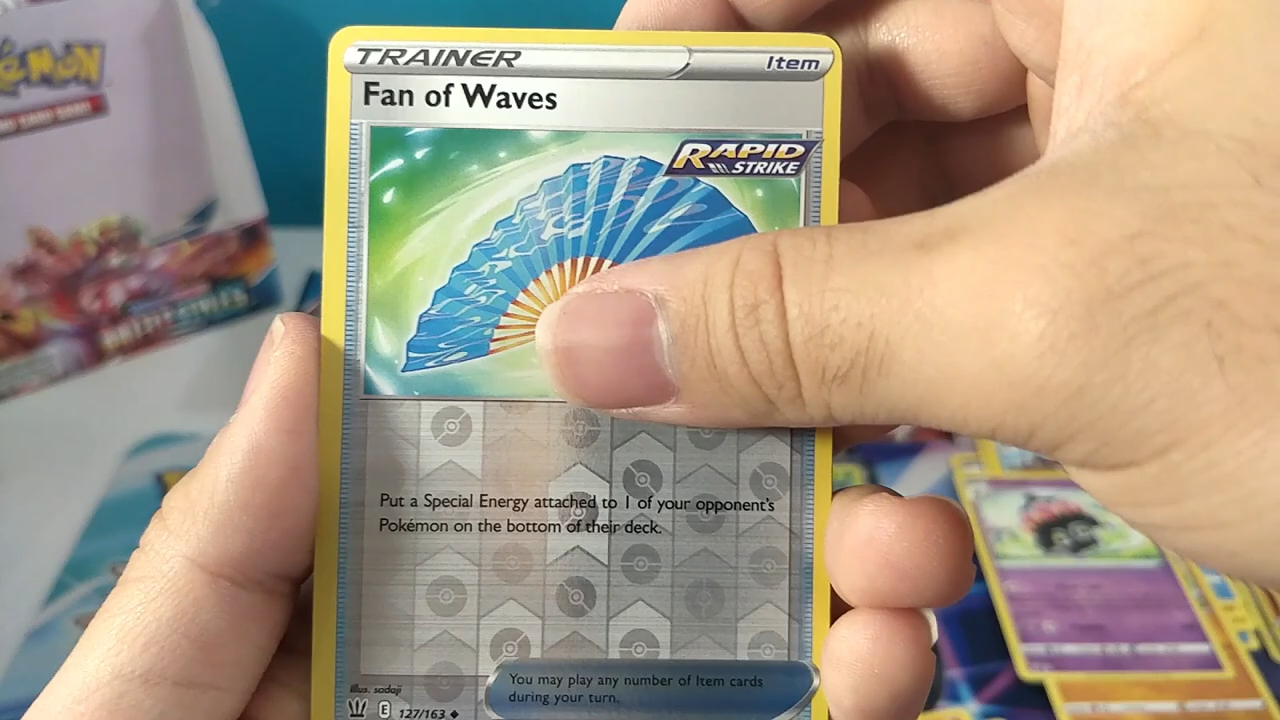 TRAINER
Item
Fan of Waves
RAPID
STRIKE
Put a Special Energy attached to 1 of your opponent's
Pokémon on the bottom of their deck.
You may play any number of Item cards
during your turn.
illus. sadaji
E 127/163